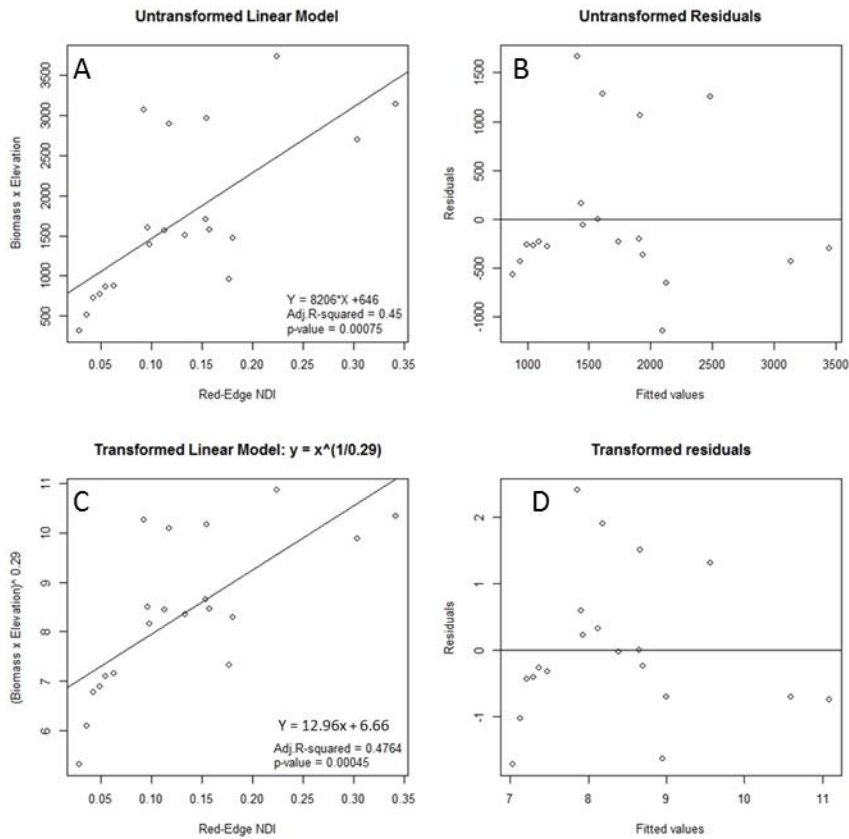 Untransformed Linear Model
A
3500
3000
2500
2000
1500
1000
500
Biomass x Elevation
Y = 8206*X +646
Adj.R-squared = 0.45
p-value = 0.00075
0.05 0.10 0.15 0.20 0.25 0.30 0.35
Red-Edge NDI
Untransformed Residuals
B
1500
1000
500
0
-500
-1000
Residuals
1000 1500 2000 2500 3000 3500
Fitted values
Transformed Linear Model: y = x^(1/0.29)
C
11
10
9
8
7
6
(Biomass x Elevation)^ 0.29
Y = 12.96x + 6.66
Adj.R-squared = 0.4764
p-value = 0.00045
0.05 0.10 0.15 0.20 0.25 0.30 0.35
Red-Edge NDI
Transformed residuals
D
2
1
0
-1
Residuals
7 8 9 10 11
Fitted values